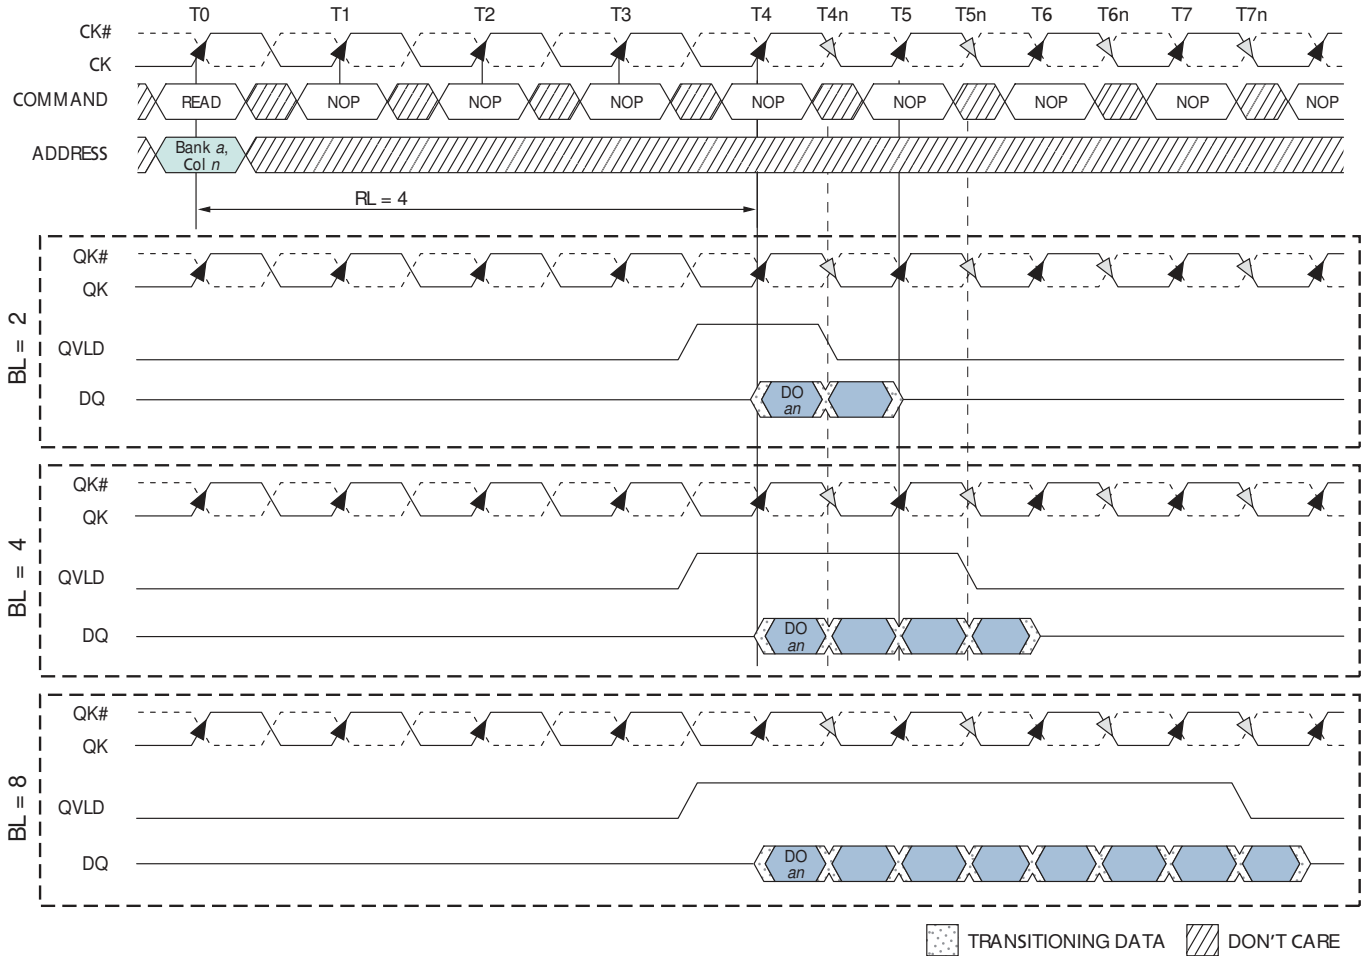 T0 T1 T2 T3 T4 T4n T5 T5n T6 T6n T7 T7n
CK#
CK
COMMAND READ NOP NOP NOP NOP NOP NOP NOP NOP
ADDRESS Bank a,
Col n
RL = 4
BL = 2
QK#
QK
QVLD
DQ DO
an
BL = 4
QK#
QK
QVLD
DQ DO
an
BL = 8
QK#
QK
QVLD
DQ DO
an
TRANSITIONING DATA DON'T CARE